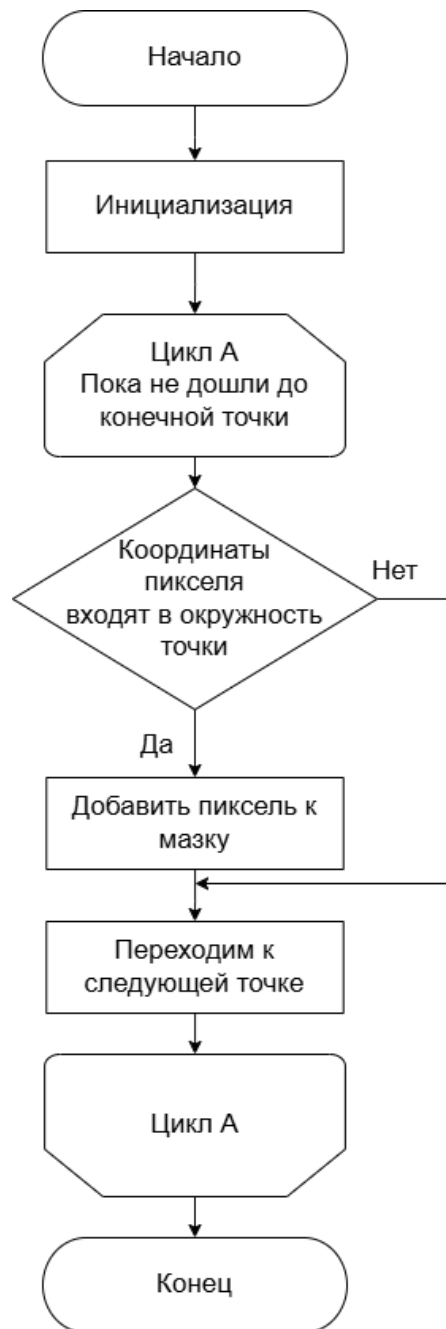 Начало
Инициализация
Цикл А
Пока не дошли до
конечной точки
Координаты
пикселя
входят в окружность
точки
Нет
Да
Добавить пиксель к
мазку
Переходим к
следующей точке
Цикл А
Конец